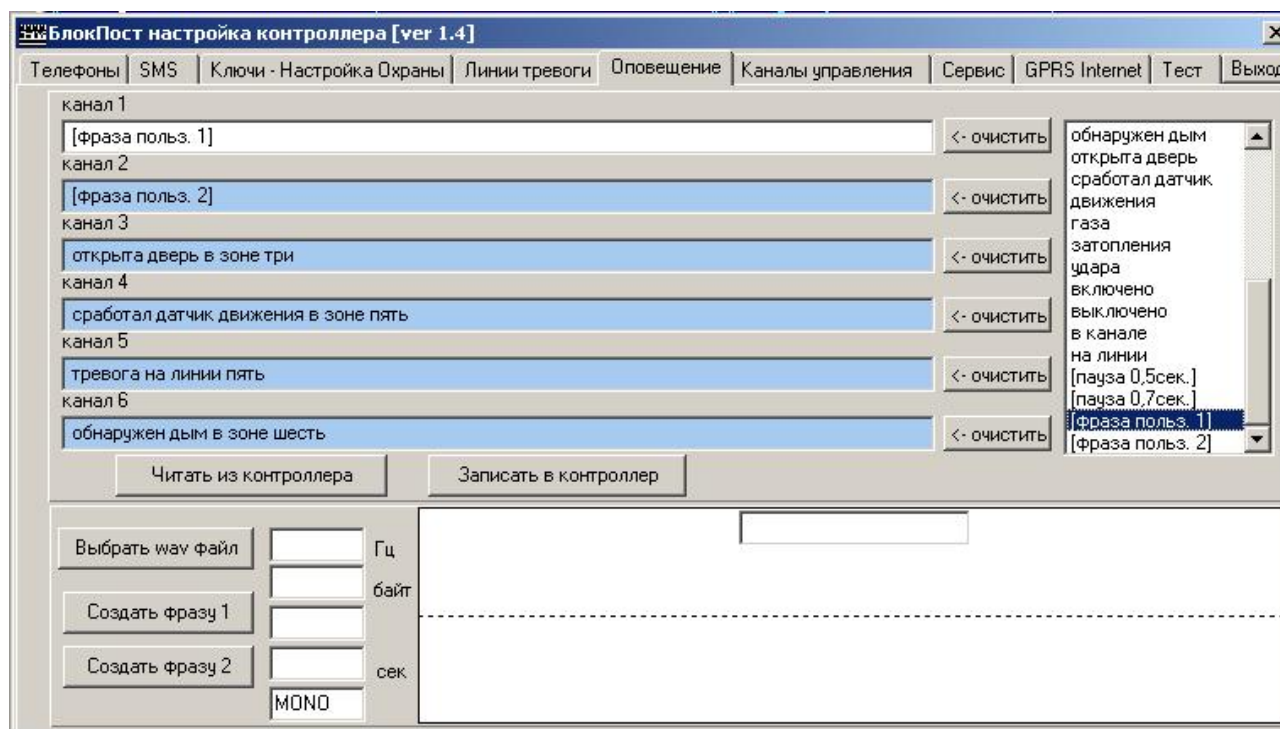 БлокПост настройка контроллера [ver 1.4]
Телефоны SMS Ключи - Настройка Охраны Линии тревоги Оповещение Каналы управления Сервис GPRS Internet Тест Выход
канал 1
[фраза польз. 1] <- очистить
канал 2
[фраза польз. 2] <- очистить
канал 3
открыта дверь в зоне три <- очистить
канал 4
сработал датчик движения в зоне пять <- очистить
канал 5
тревога на линии пять <- очистить
канал 6
обнаружен дым в зоне шесть <- очистить
обнаружен дым
открыта дверь
сработал датчик
движения
газа
затопления
удара
включено
выключено
в канале
на линии
[пауза 0,5сек.]
[пауза 0,7сек.]
[фраза польз. 1]
[фраза польз. 2]
Читать из контроллера Записать в контроллер
Выбрать wav файл Гц
байт
Создать фразу 1
Создать фразу 2 сек
MONO